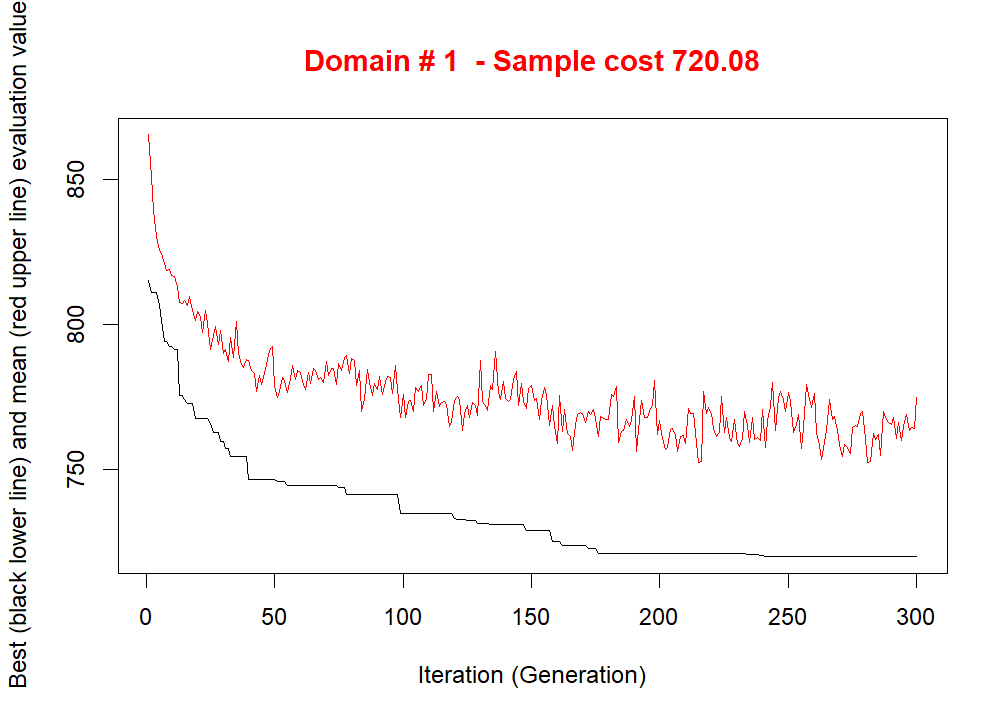 Domain # 1  - Sample cost 720.08
Best (black lower line) and mean (red upper line) evaluation value
850
800
750
0 50 100 150 200 250 300
Iteration (Generation)